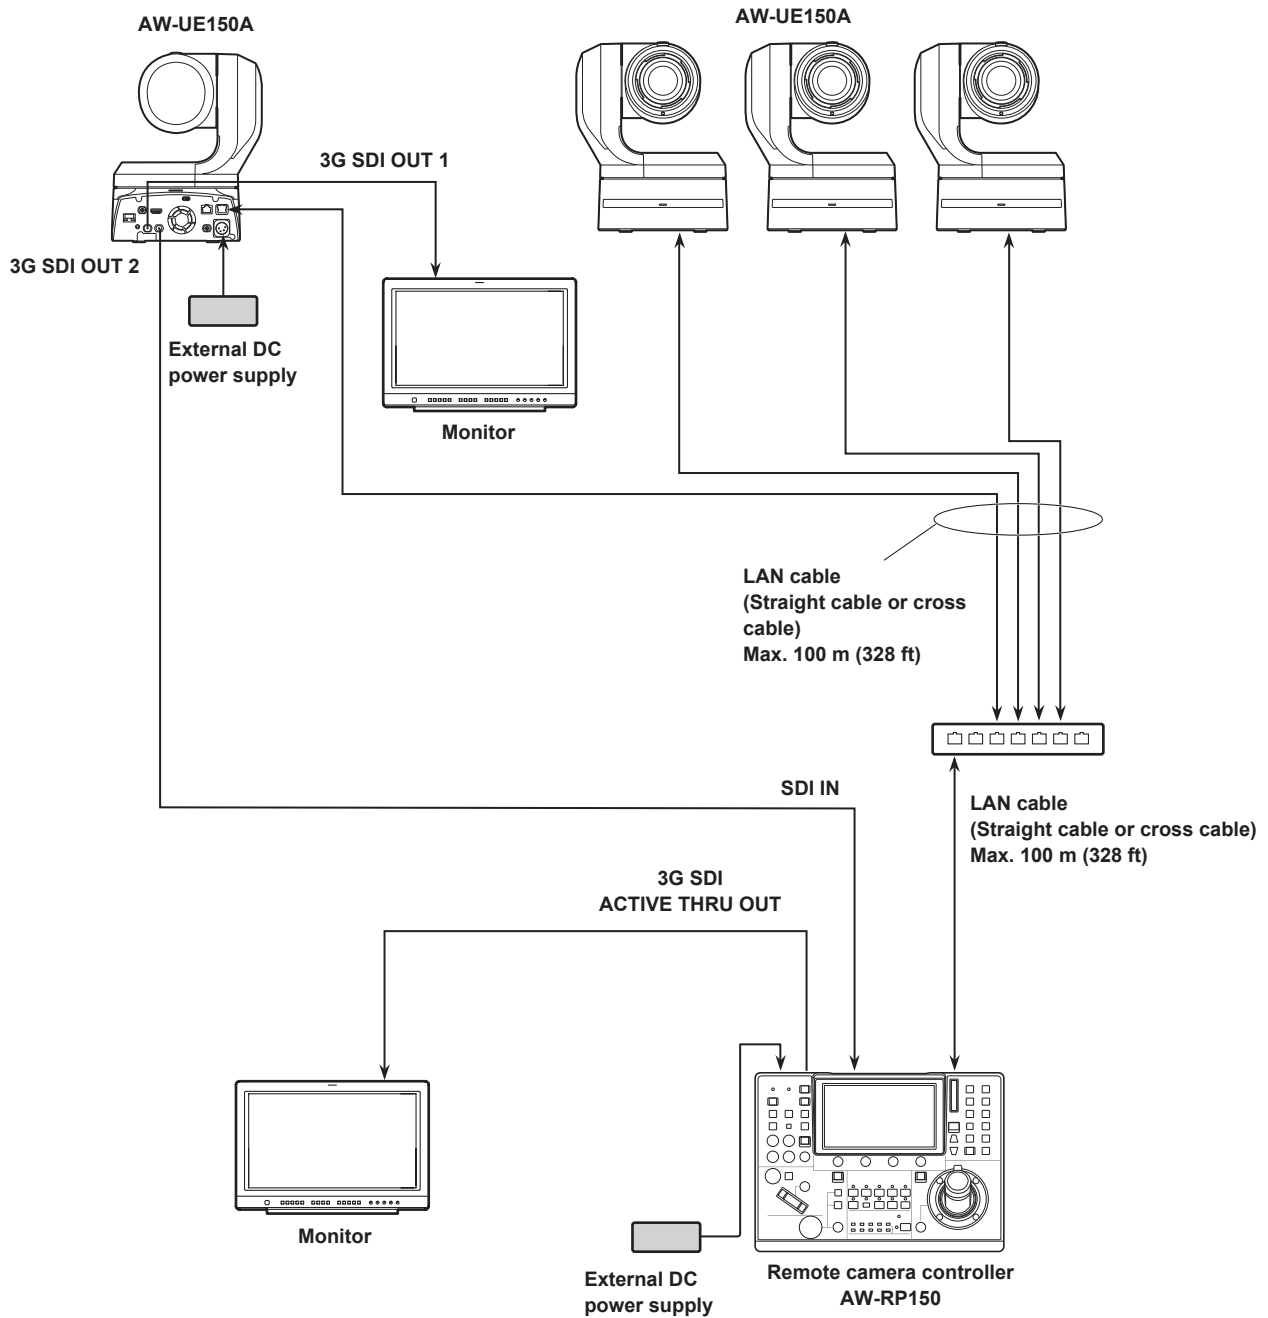 AW-UE150A
AW-UE150A
3G SDI OUT 1
3G SDI OUT 2
External DC
power supply
Monitor
LAN cable
(Straight cable or cross
cable)
Max. 100 m (328 ft)
SDI IN
LAN cable
(Straight cable or cross cable)
Max. 100 m (328 ft)
3G SDI
ACTIVE THRU OUT
Monitor
External DC
power supply
Remote camera controller
AW-RP150